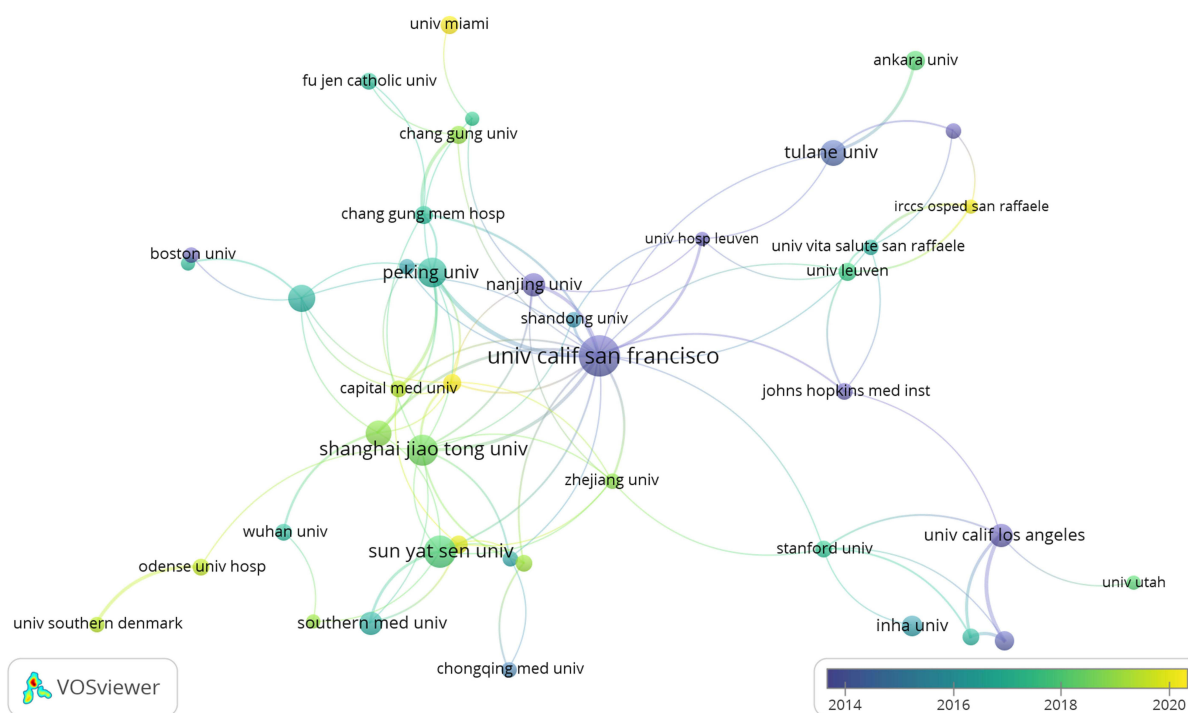 univ miami
ankara univ
fu jen catholic univ
chang gung univ
tulane univ
irccs osped san raffaele
chang gung mem hosp
univ hosp leuven
univ vita salute san raffaele
boston univ
peking univ
univ leuven
nanjing univ
shandong univ
univ calif san francisco
capital med univ
johns hopkins med inst
shanghai jiao tong univ
zhejiang univ
wuhan univ
univ calif los angeles
sun yat sen univ
stanford univ
odense univ hosp
univ utah
univ southern denmark
southern med univ
inha univ
chongqing med univ
VOSviewer
2014 2016 2018 2020